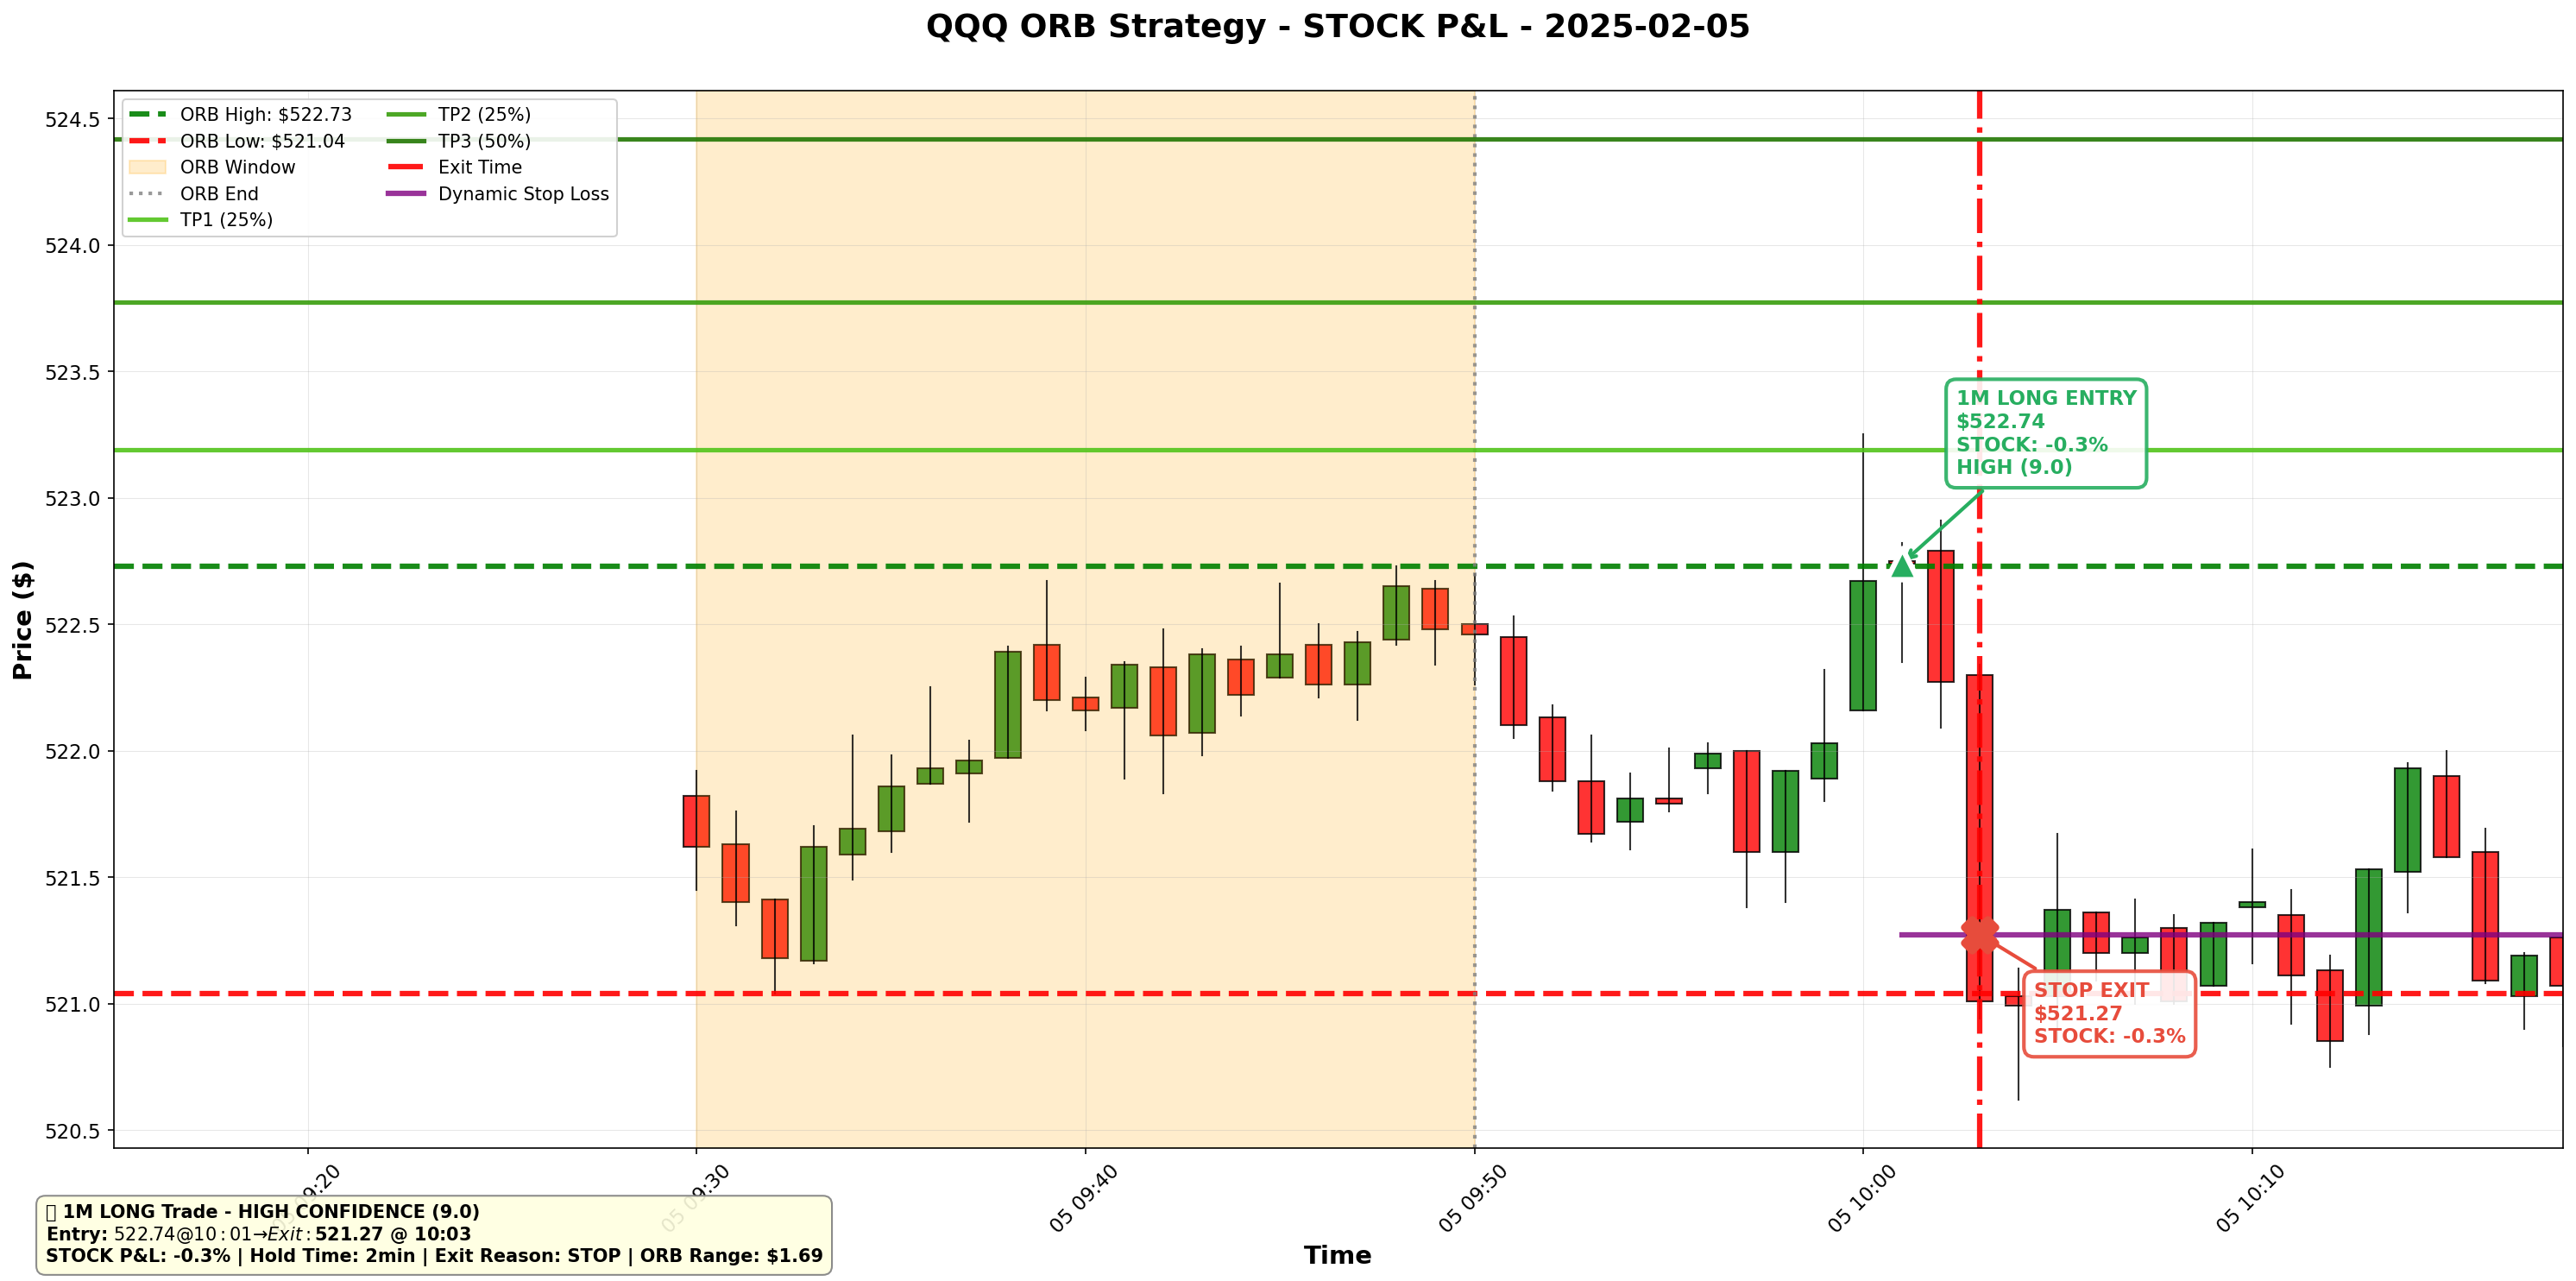 QQQ ORB Strategy - STOCK P&L - 2025-02-05
ORB High: $522.73
ORB Low: $521.04
ORB Window
ORB End
TP1 (25%)
TP2 (25%)
TP3 (50%)
Exit Time
Dynamic Stop Loss
Price ($)
524.5
524.0
523.5
523.0
522.5
522.0
521.5
521.0
520.5
1M LONG ENTRY
$522.74
STOCK: -0.3%
HIGH (9.0)
STOP EXIT
$521.27
STOCK: -0.3%
05 09:20
05 09:30
05 09:40
05 09:50
05 10:00
05 10:10
Time
1M LONG Trade - HIGH CONFIDENCE (9.0)
Entry: 522.74@10:01→Exit:521.27 @ 10:03
STOCK P&L: -0.3% | Hold Time: 2min | Exit Reason: STOP | ORB Range: $1.69